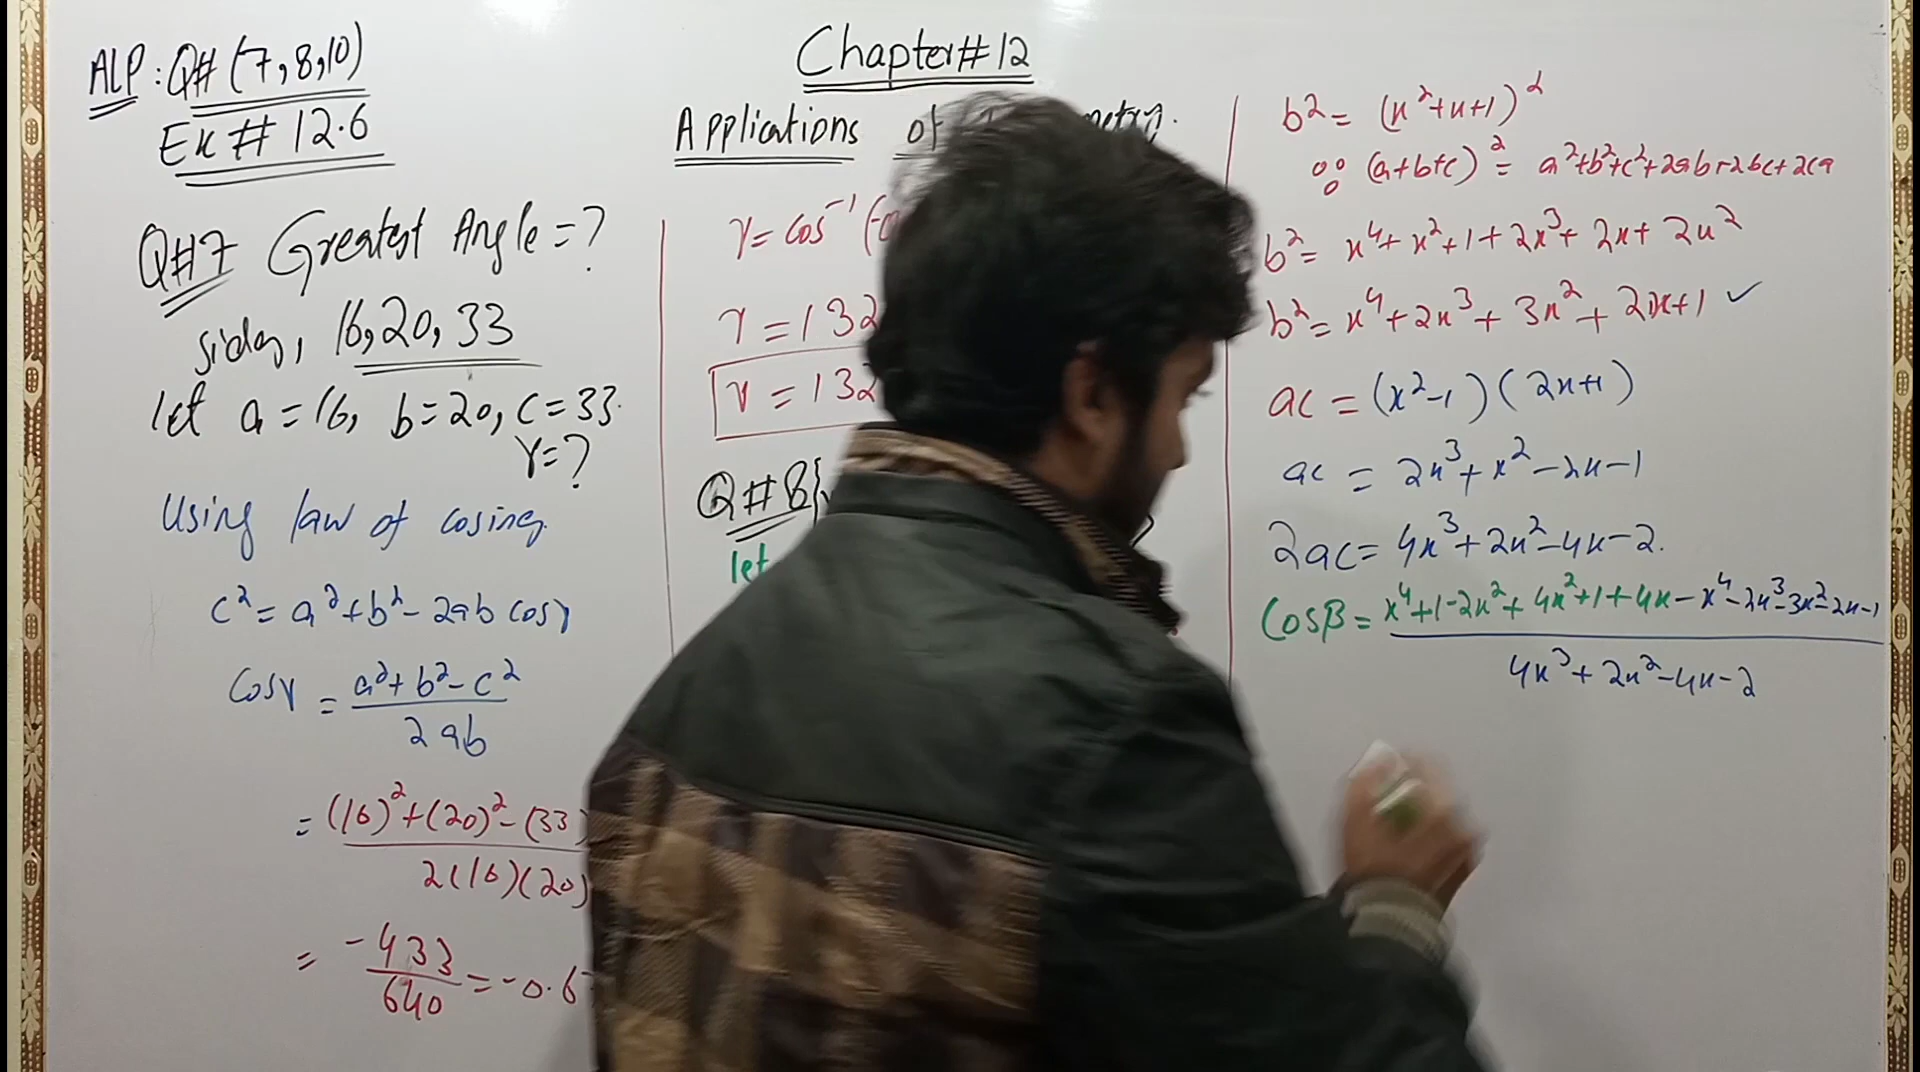 ALP: Q# (7,8,10)
Ex # 12.6
Q#7 Greatest Angle=?
sides, 16,20,33
let a=16, b=20, c=33.
γ=?
Using law of cosines.
c²= a²+b²-2ab cosγ
Cosγ = a²+b²-c²
2ab
= (16)²+(20)²-(33)
2(16)(20)
= -433
640 = -0.6
Chapter#12
Applications of
γ= cos⁻¹(-0
γ=132
γ=132
Q#8
let
b²= (x²+x+1)²
∵ (a+b+c)²= a²+b²+c²+2ab+2bc+2ca
b²= x⁴+x²+1+2x³+2x+2x²
b²= x⁴+2x³+3x²+2x+1 ✓
ac = (x²-1)(2x+1)
ac = 2x³+x²-2x-1
2ac= 4x³+2x²-4x-2.
Cosβ= x⁴+1-2x²+4x²+1+4x-x⁴-2x³-3x²-2x-1
4x³+2x²-4x-2